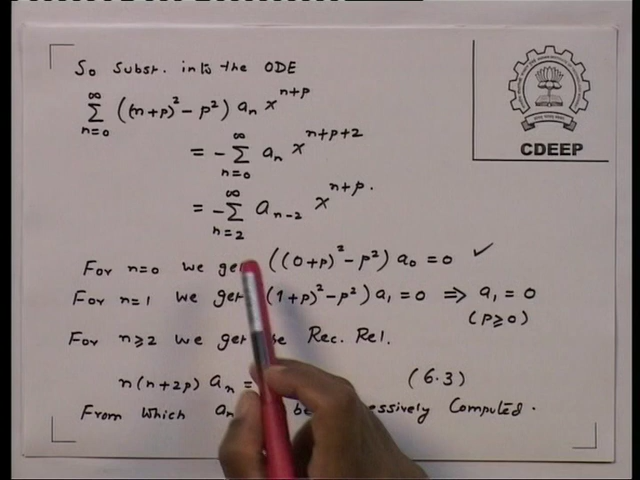 So Subst. into the ODE
∞ Σ n=0 ((n+p)² - p²) aₙ x^{n+p}
= - ∞ Σ n=0 aₙ x^{n+p+2}
= - ∞ Σ n=2 a_{n-2} x^{n+p}.
CDEEP
For n=0 we get ((0+p)² - p²) a₀ = 0 ✓
For n=1 we get (1+p)² - p²) a₁ = 0 ⇒ a₁ = 0
(p ≥ 0)
For n ≥ 2 we get Rec. Rel.
n(n+2p) aₙ = (6.3)
From which aₙ Computed.